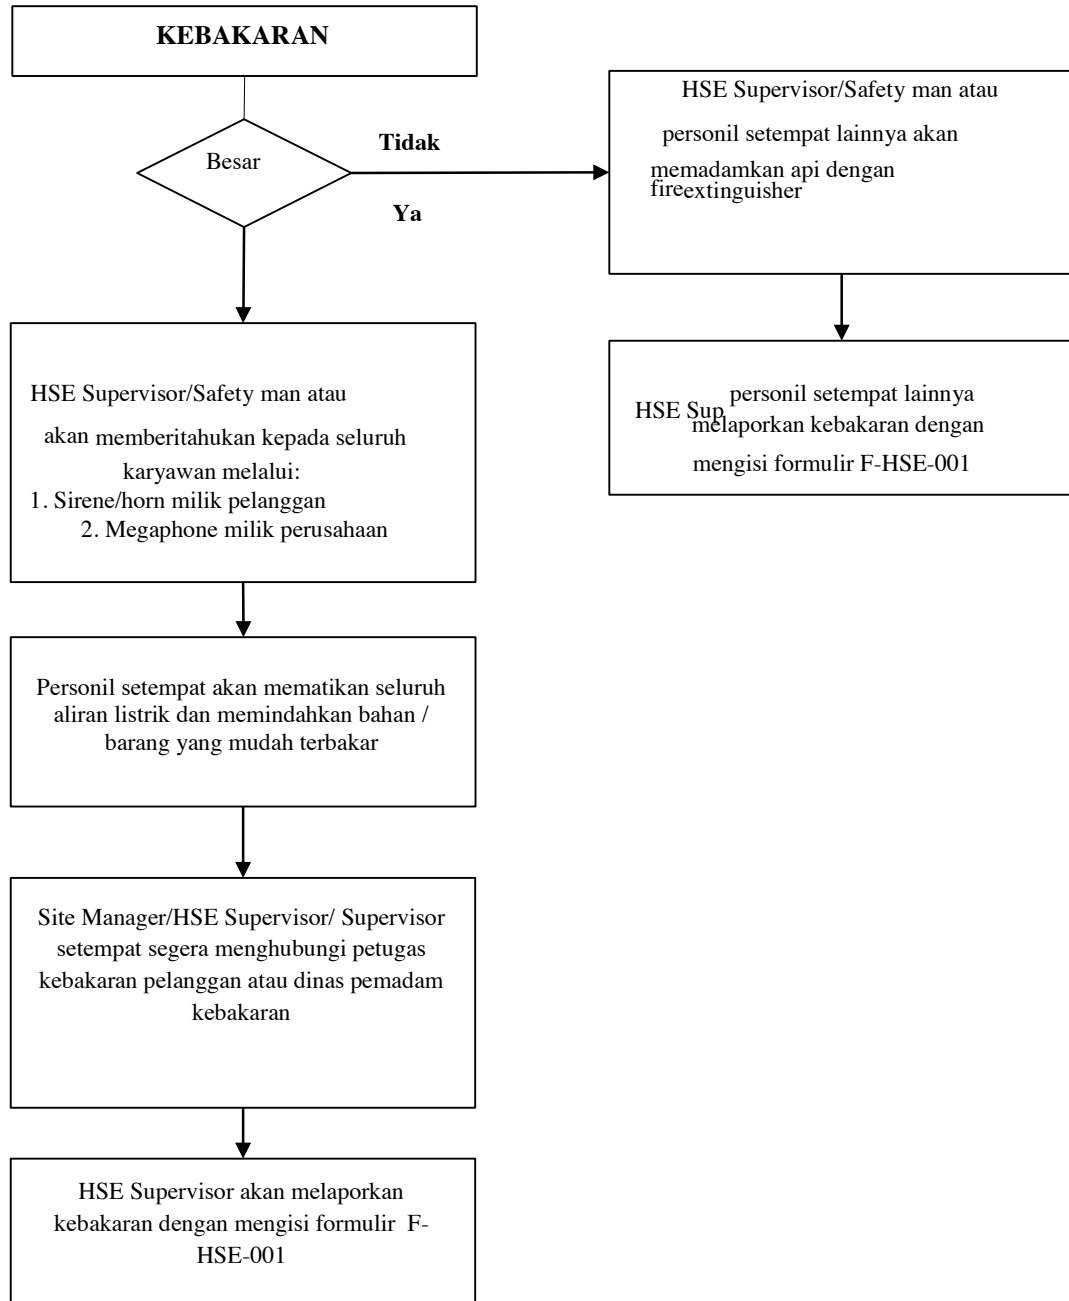 KEBAKARAN
Besar
Tidak
Ya
HSE Supervisor/Safety man atau
personil setempat lainnya akan
memadamkan api dengan
fireextinguisher
HSE Sup personil setempat lainnya
melaporkan kebakaran dengan
mengisi formulir F-HSE-001
HSE Supervisor/Safety man atau
akan memberitahukan kepada seluruh
karyawan melalui:
1. Sirene/horn milik pelanggan
2. Megaphone milik perusahaan
Personil setempat akan mematikan seluruh
aliran listrik dan memindahkan bahan /
barang yang mudah terbakar
Site Manager/HSE Supervisor/ Supervisor
setempat segera menghubungi petugas
kebakaran pelanggan atau dinas pemadam
kebakaran
HSE Supervisor akan melaporkan
kebakaran dengan mengisi formulir F-
HSE-001